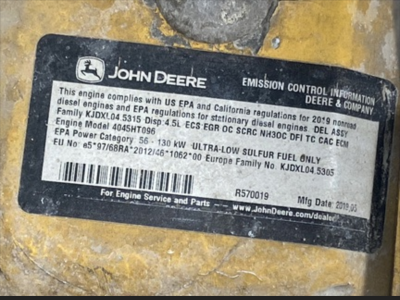 JOHN DEERE
EMISSION CONTROL INFORMATION
DEERE & COMPANY
This engine complies with US EPA and California regulations for 2019 nonroad
diesel engines and EPA regulations for stationary diesel engines. DEL ASSY
Family KJDXL04.5315 Disp 4.5L ECS EGR OC SCRC NH3OC DFI TC CAC ECM
Engine Model 4045HT096
EPA Power Category: 56 - 130 kW ULTRA-LOW SULFUR FUEL ONLY
EU No: e5*97/68RA*2012/46*1062*00 Europe Family No. KJDXL04.5305
R570019
Mfg Date: 2019.
For Engine Service and Parts
www.JohnDeere.com/dealer